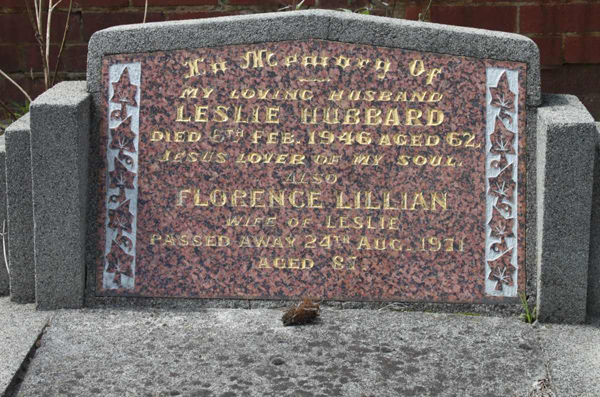 In Memory Of
MY LOVING HUSBAND
LESLIE HUBBARD
DIED 6TH FEB. 1946 AGED 62.
JESUS LOVER OF MY SOUL.
ALSO
FLORENCE LILLIAN
WIFE OF LESLIE
PASSED AWAY 24TH AUG. 1971
AGED